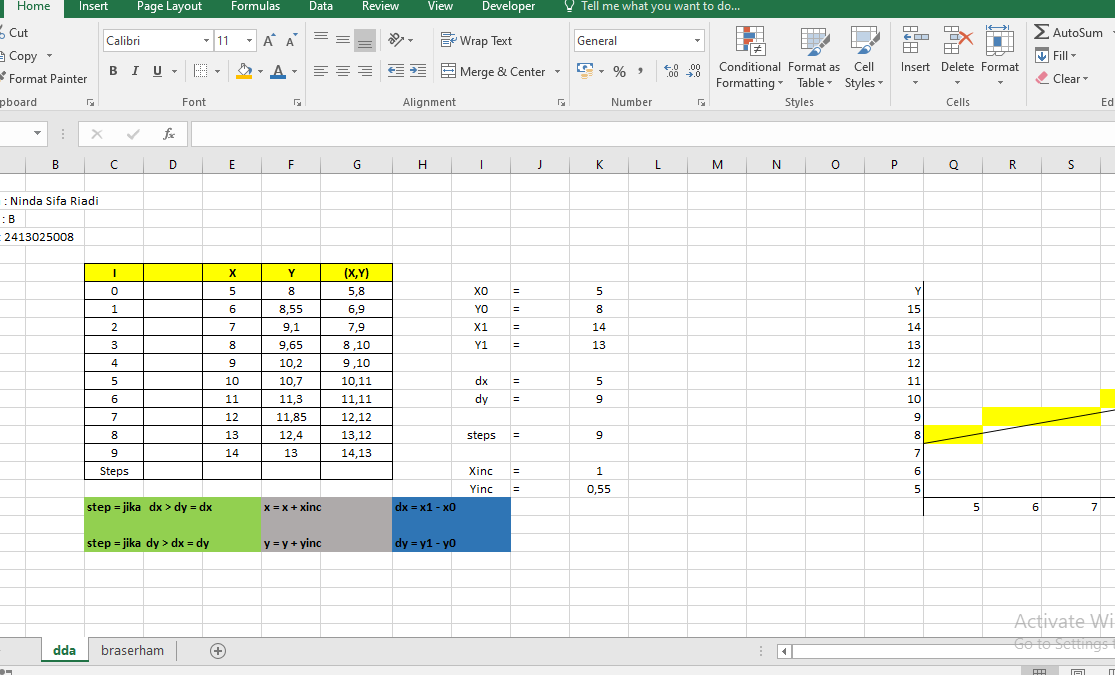 Home Insert Page Layout Formulas Data Review View Developer Tell me what you want to do...
Cut
Copy
Format Painter
Calibri 11 A A
B I U A
Wrap Text
Merge & Center
General
% ,
Conditional Formatting
Format as Table
Cell Styles
Insert Delete Format
AutoSum
Fill
Clear
pboard Font Alignment Number Styles Cells Ed
fx
B C D E F G H I J K L M N O P Q R S
: Ninda Sifa Riadi
: B
: 2413025008
I X Y (X,Y)
0 5 8 5,8 X0 = 5 Y
1 6 8,55 6,9 Y0 = 8 15
2 7 9,1 7,9 X1 = 14 14
3 8 9,65 8 ,10 Y1 = 13 13
4 9 10,2 9 ,10 12
5 10 10,7 10,11 dx = 5 11
6 11 11,3 11,11 dy = 9 10
7 12 11,85 12,12 9
8 13 12,4 13,12 steps = 9 8
9 14 13 14,13 7
Steps Xinc = 1 6
Yinc = 0,55 5
step = jika dx > dy = dx x = x + xinc dx = x1 - x0 5 6 7
step = jika dy > dx = dy y = y + yinc dy = y1 - y0
Activate Wi
Go to Settings t
dda braserham